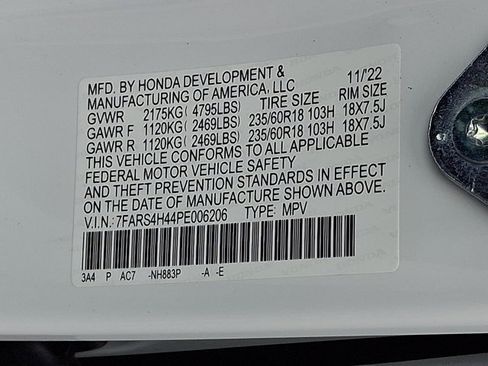 MFD. BY HONDA DEVELOPMENT &
MANUFACTURING OF AMERICA, LLC 11/'22
GVWR 2175KG ( 4795LBS) TIRE SIZE RIM SIZE
GAWR F 1120KG ( 2469LBS) 235/60R18 103H 18X7.5J
GAWR R 1120KG ( 2469LBS) 235/60R18 103H 18X7.5J
THIS VEHICLE CONFORMS TO ALL APPLICABLE
FEDERAL MOTOR VEHICLE SAFETY
AND THEFT PREVENTION STANDARDS IN EFFECT
ON THE DATE OF MANUFACTURE SHOWN ABOVE.
V.I.N.: 7FARS4H44PE006206 TYPE: MPV
3A4 P AC7 -NH883P -A -E